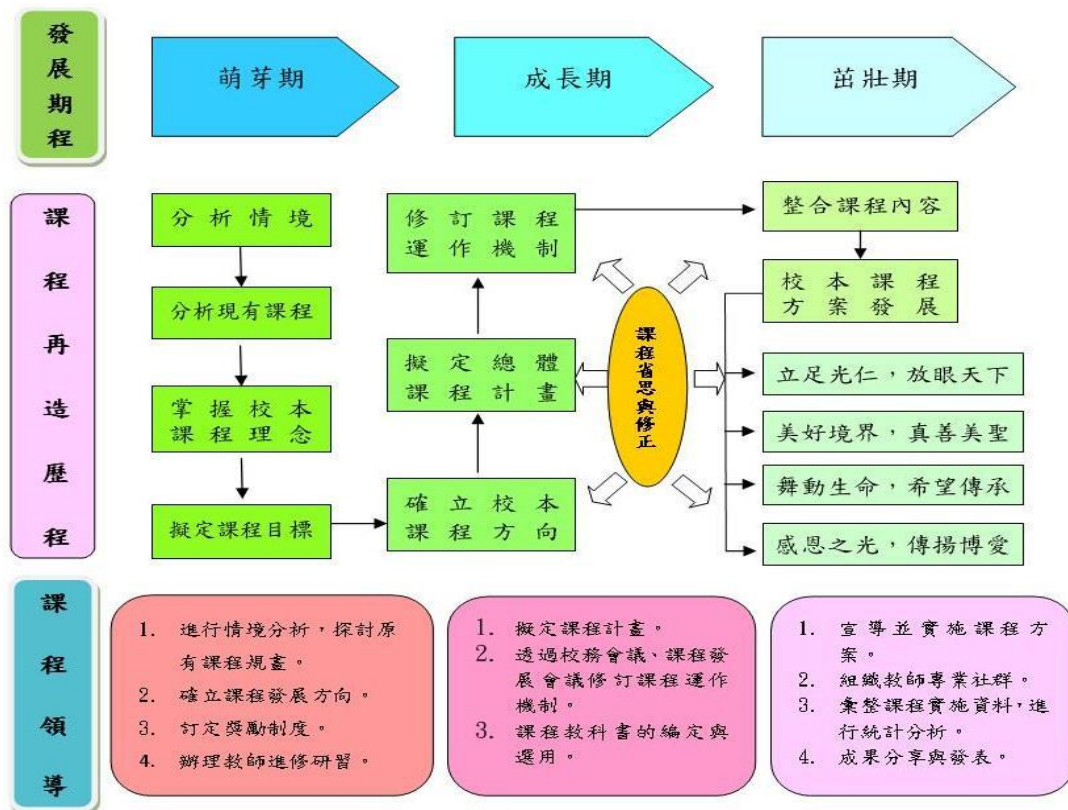 發展期程
萌芽期
成長期
茁壯期
課程再造歷程
分析情境
分析現有課程
掌握校本
課程理念
擬定課程目標
修訂課程
運作機制
擬定總體
課程計畫
確立校本
課程方向
課程省思與修正
整合課程內容
校本課程
方案發展
立足光仁，放眼天下
美好境界，真善美聖
舞動生命，希望傳承
感恩之光，傳揚博愛
課程領導
1. 進行情境分析，探討原
有課程規畫。
2. 確立課程發展方向。
3. 訂定獎勵制度。
4. 辦理教師進修研習。
1. 擬定課程計畫。
2. 透過校務會議、課程發
展會議修訂課程運作
機制。
3. 課程教科書的編定與
選用。
1. 宣導並實施課程方
案。
2. 組織教師專業社群。
3. 彙整課程實施資料，進
行統計分析。
4. 成果分享與發表。